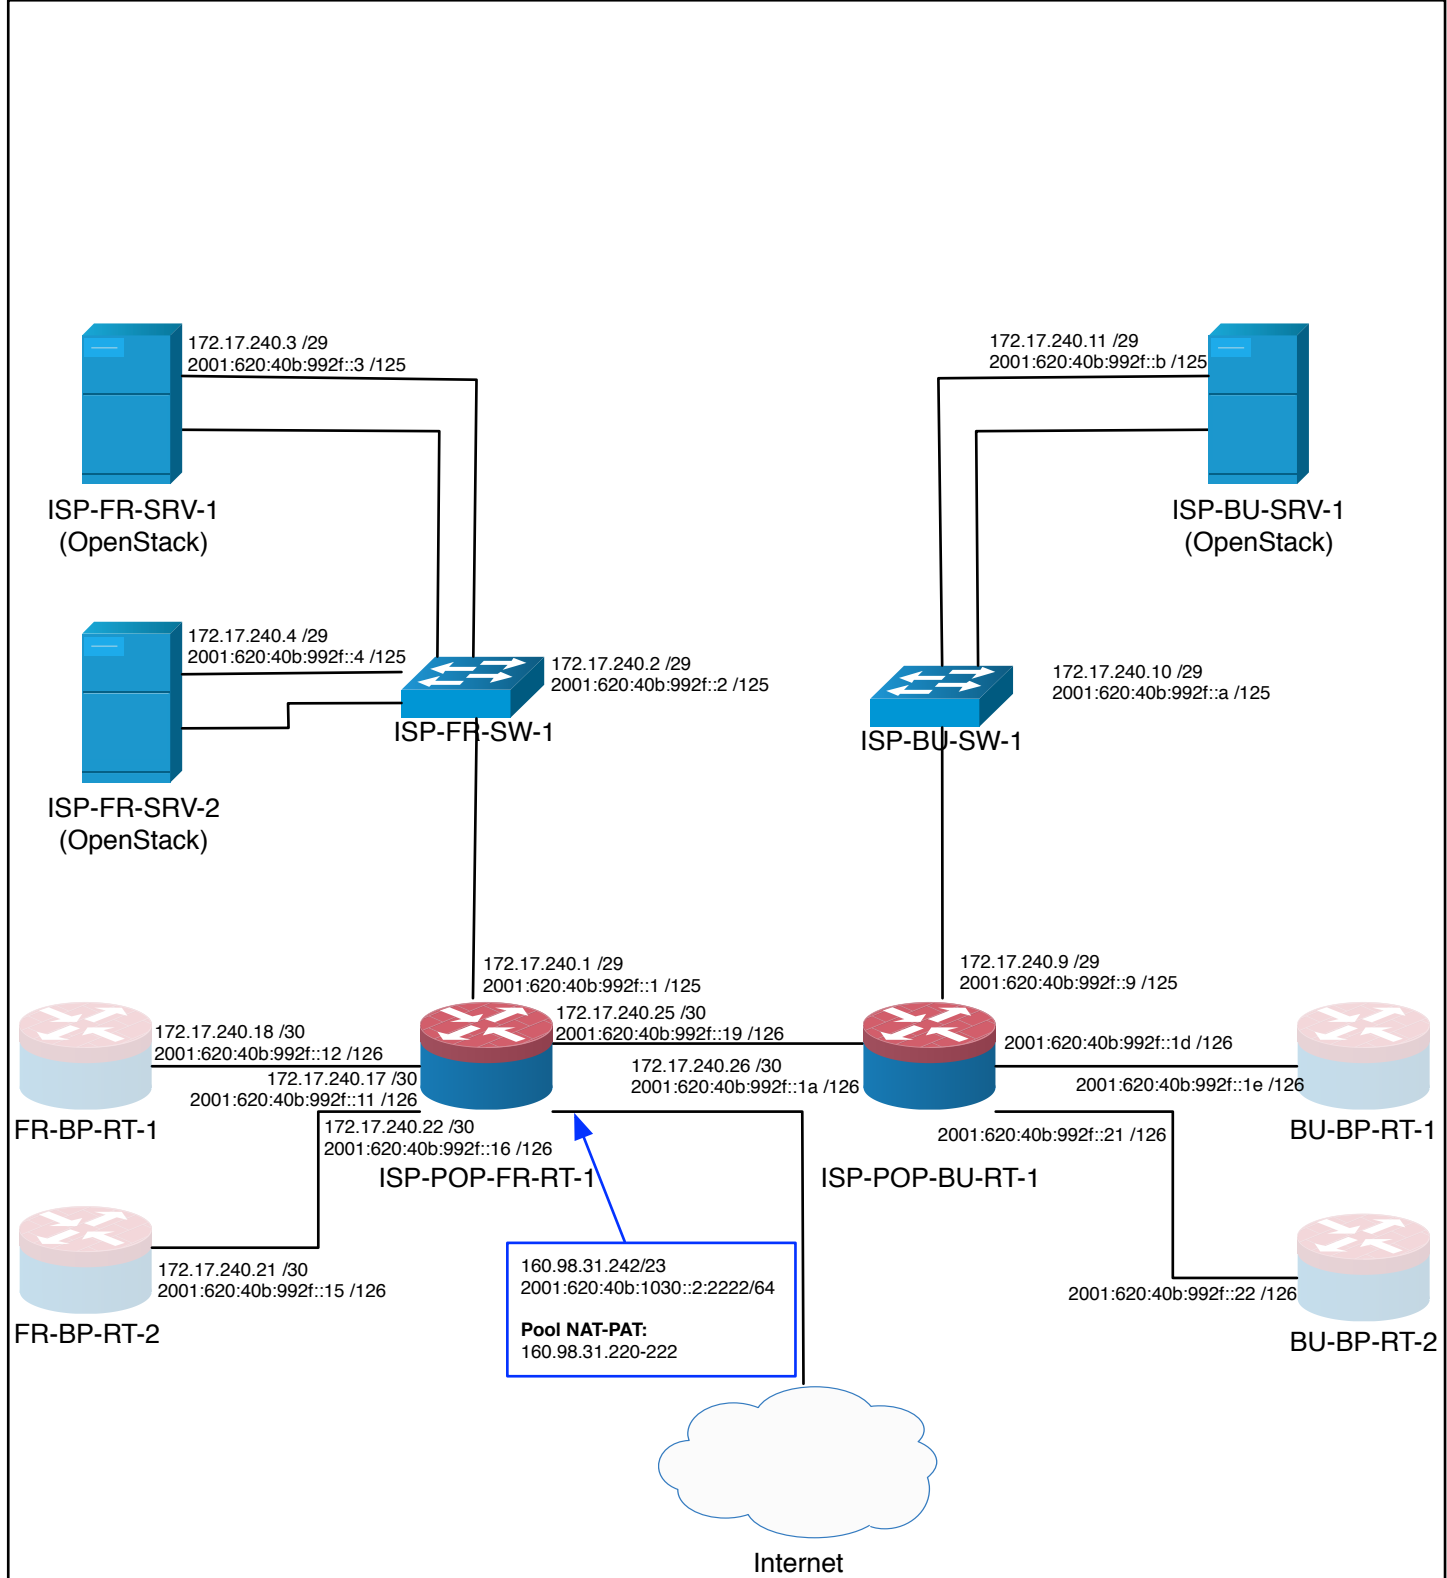 172.17.240.3 /29
2001:620:40b:992f::3 /125
172.17.240.11 /29
2001:620:40b:992f::b /125
ISP-FR-SRV-1
(OpenStack)
ISP-BU-SRV-1
(OpenStack)
172.17.240.4 /29
2001:620:40b:992f::4 /125
172.17.240.2 /29
2001:620:40b:992f::2 /125
172.17.240.10 /29
2001:620:40b:992f::a /125
ISP-FR-SW-1
ISP-BU-SW-1
ISP-FR-SRV-2
(OpenStack)
172.17.240.1 /29
2001:620:40b:992f::1 /125
172.17.240.9 /29
2001:620:40b:992f::9 /125
172.17.240.25 /30
2001:620:40b:992f::19 /126
172.17.240.18 /30
2001:620:40b:992f::12 /126
2001:620:40b:992f::1d /126
172.17.240.26 /30
2001:620:40b:992f::1a /126
172.17.240.17 /30
2001:620:40b:992f::11 /126
2001:620:40b:992f::1e /126
FR-BP-RT-1
172.17.240.22 /30
2001:620:40b:992f::16 /126
2001:620:40b:992f::21 /126
BU-BP-RT-1
ISP-POP-FR-RT-1
ISP-POP-BU-RT-1
172.17.240.21 /30
2001:620:40b:992f::15 /126
160.98.31.242/23
2001:620:40b:1030::2:2222/64
Pool NAT-PAT:
160.98.31.220-222
2001:620:40b:992f::22 /126
FR-BP-RT-2
BU-BP-RT-2
Internet